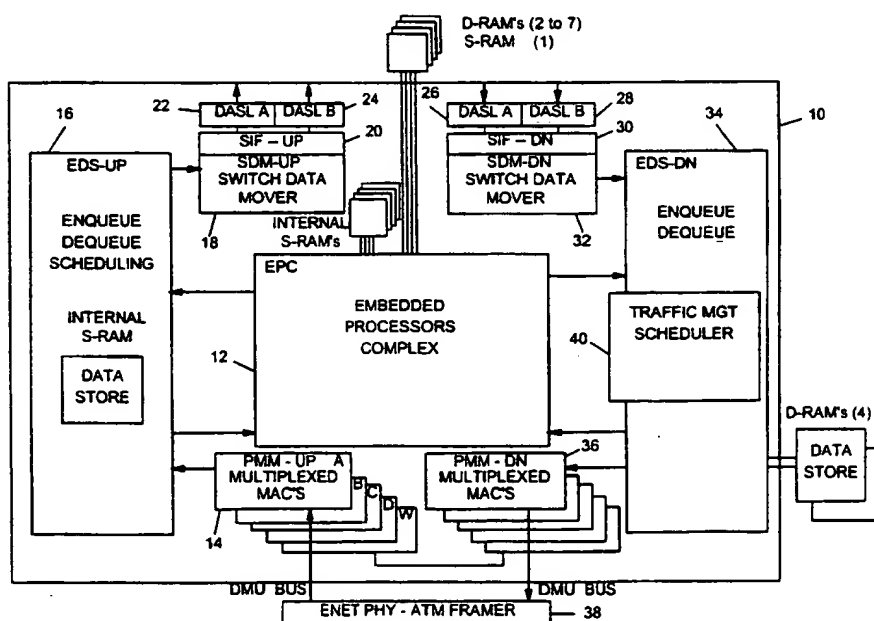 D-RAM's (2 to 7)
S-RAM (1)
22
DASL A
DASL B
24
26
DASL A
DASL B
28
16
20
30
34
10
SIF - UP
SIF - DN
EDS-UP
SDM-UP
SWITCH DATA
MOVER
SDM-DN
SWITCH DATA
MOVER
EDS-DN
ENQUEUE
DEQUEUE
SCHEDULING
ENQUEUE
DEQUEUE
18
INTERNAL
S-RAM's
32
EPC
EMBEDDED
PROCESSORS
COMPLEX
INTERNAL
S-RAM
TRAFFIC MGT
SCHEDULER
40
12
DATA
STORE
D-RAM's (4)
DATA
STORE
36
PMM - UP A
MULTIPLEXED
MAC'S
B
C
D
W
PMM - DN
MULTIPLEXED
MAC'S
14
DMU BUS
DMU BUS
ENET PHY - ATM FRAMER
38